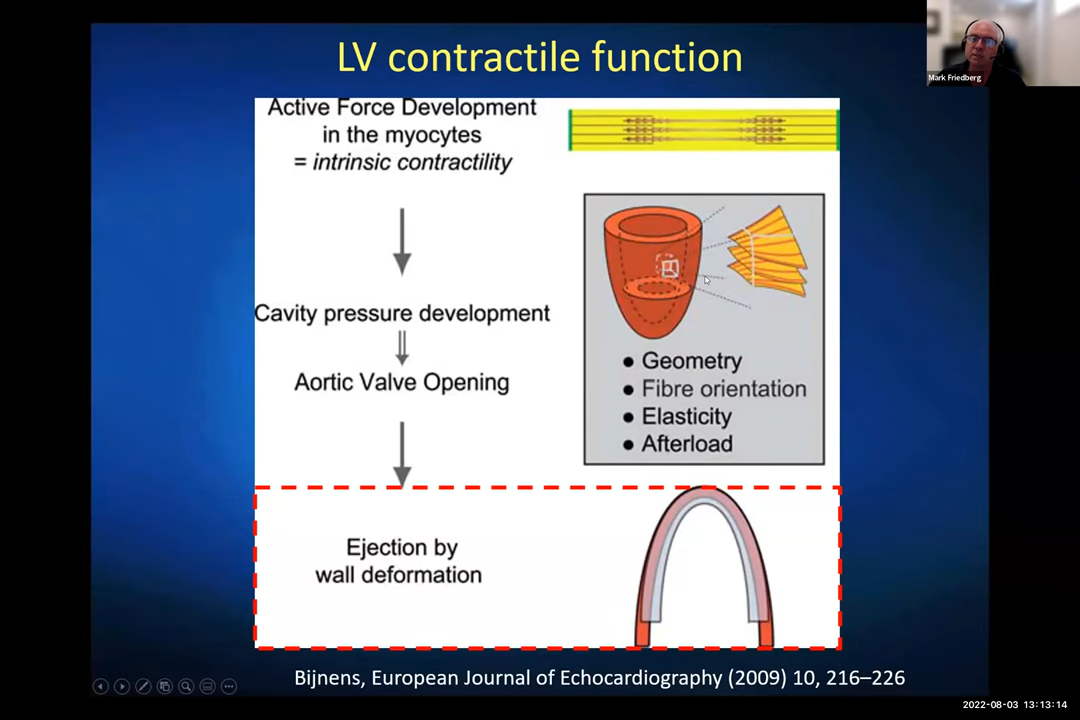 LV contractile function
Mark Friedberg
Active Force Development
in the myocytes
= intrinsic contractility
Cavity pressure development
Aortic Valve Opening
● Geometry
● Fibre orientation
● Elasticity
● Afterload
Ejection by
wall deformation
Bijnens, European Journal of Echocardiography (2009) 10, 216–226
2022-08-03 13:13:14